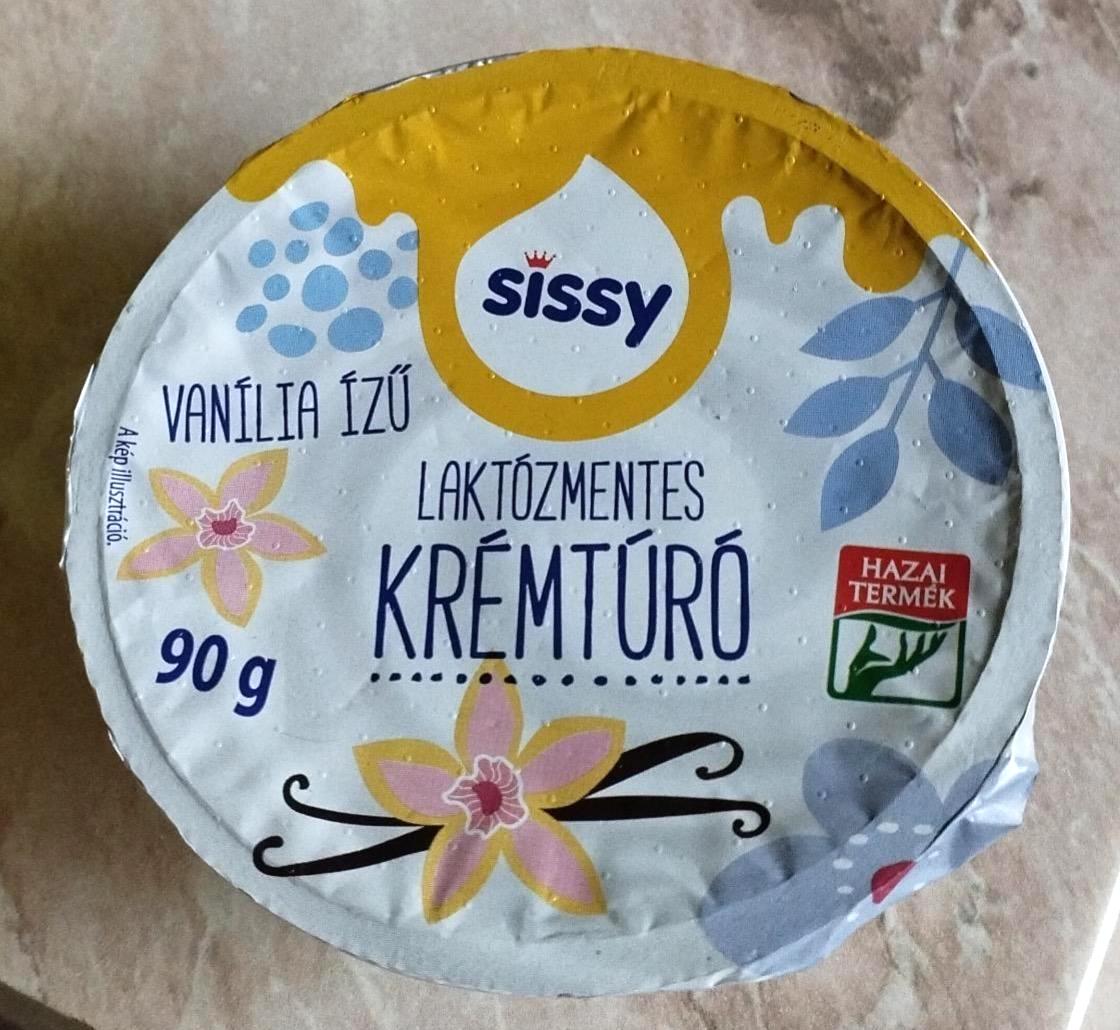 sissy
VANÍLIA ÍZŰ
A kép illusztráció.
LAKTÓZMENTES
KRÉMTÚRÓ
HAZAI
TERMÉK
90 g